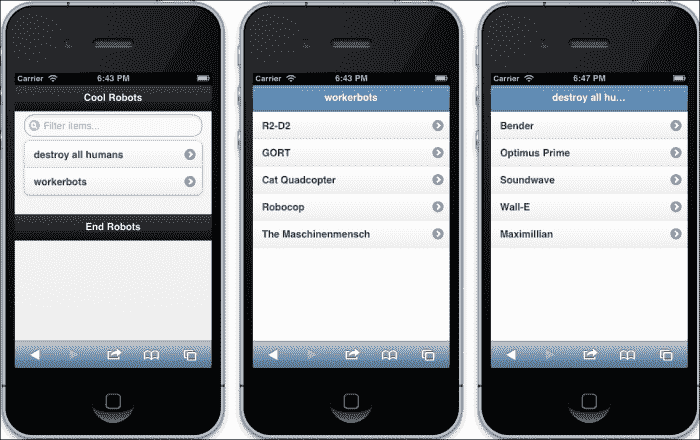 Carrier 6:43 PM
Cool Robots
Filter items...
destroy all humans
workerbots
End Robots
Carrier 6:43 PM
workerbots
R2-D2
GORT
Cat Quadcopter
Robocop
The Maschinenmensch
Carrier 6:47 PM
destroy all hu...
Bender
Optimus Prime
Soundwave
Wall-E
Maximillian